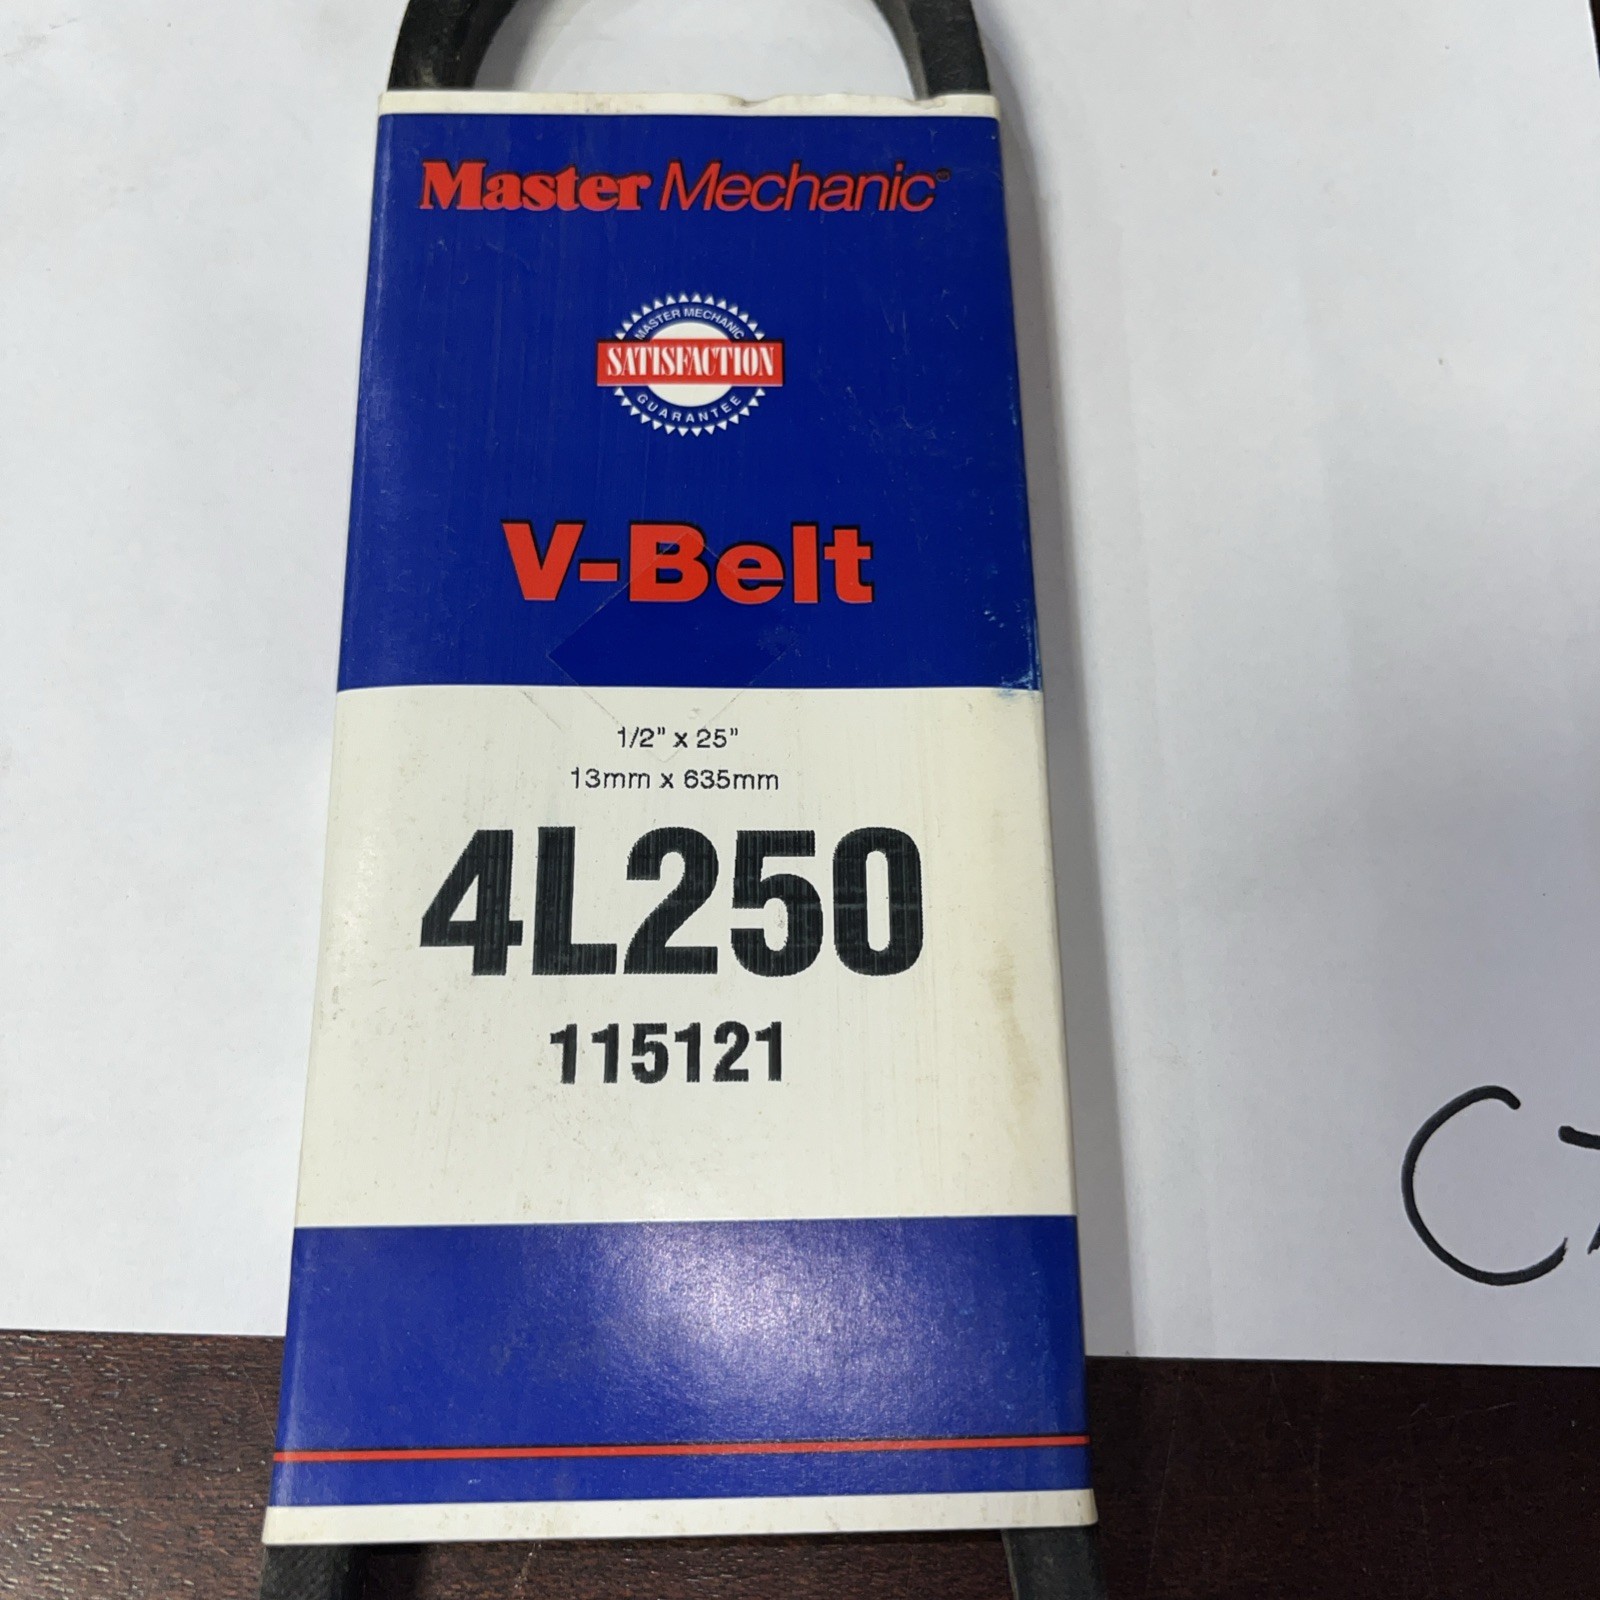 Master Mechanic®
MASTER MECHANIC
SATISFACTION
GUARANTEE
V-Belt
1/2" x 25"
13mm x 635mm
4L250
115121